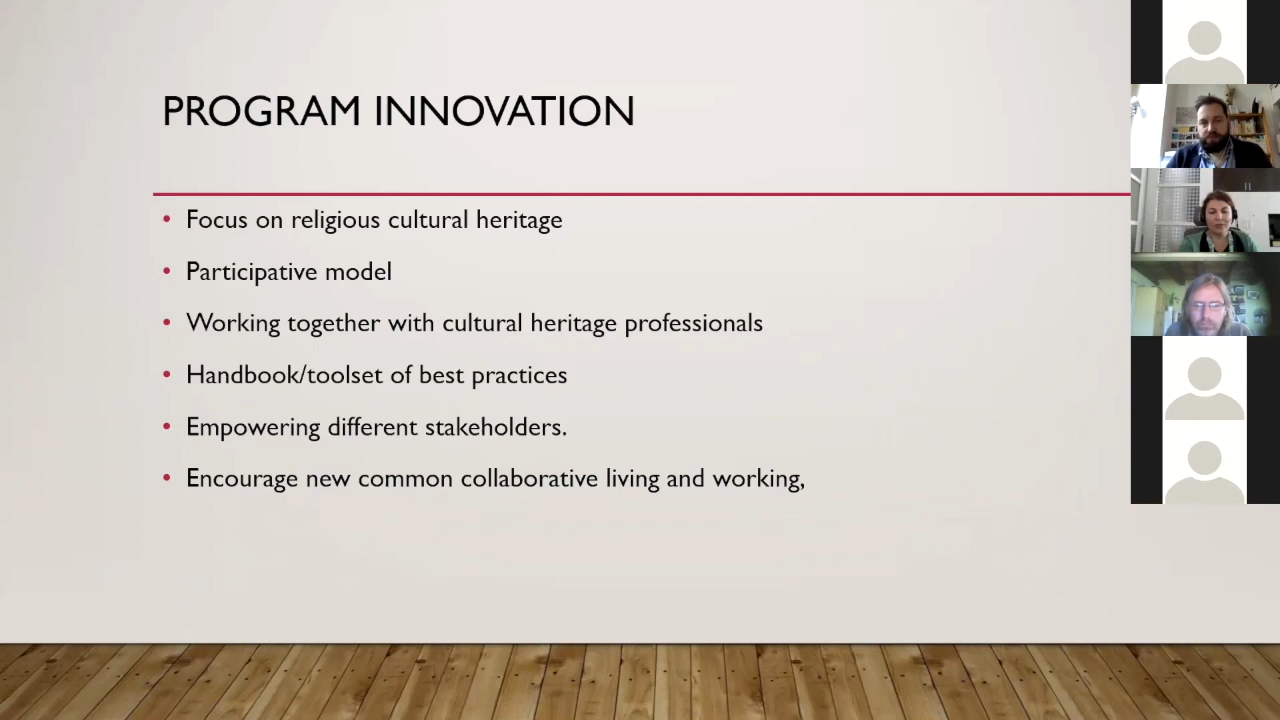 PROGRAM INNOVATION
• Focus on religious cultural heritage
• Participative model
• Working together with cultural heritage professionals
• Handbook/toolset of best practices
• Empowering different stakeholders.
• Encourage new common collaborative living and working,